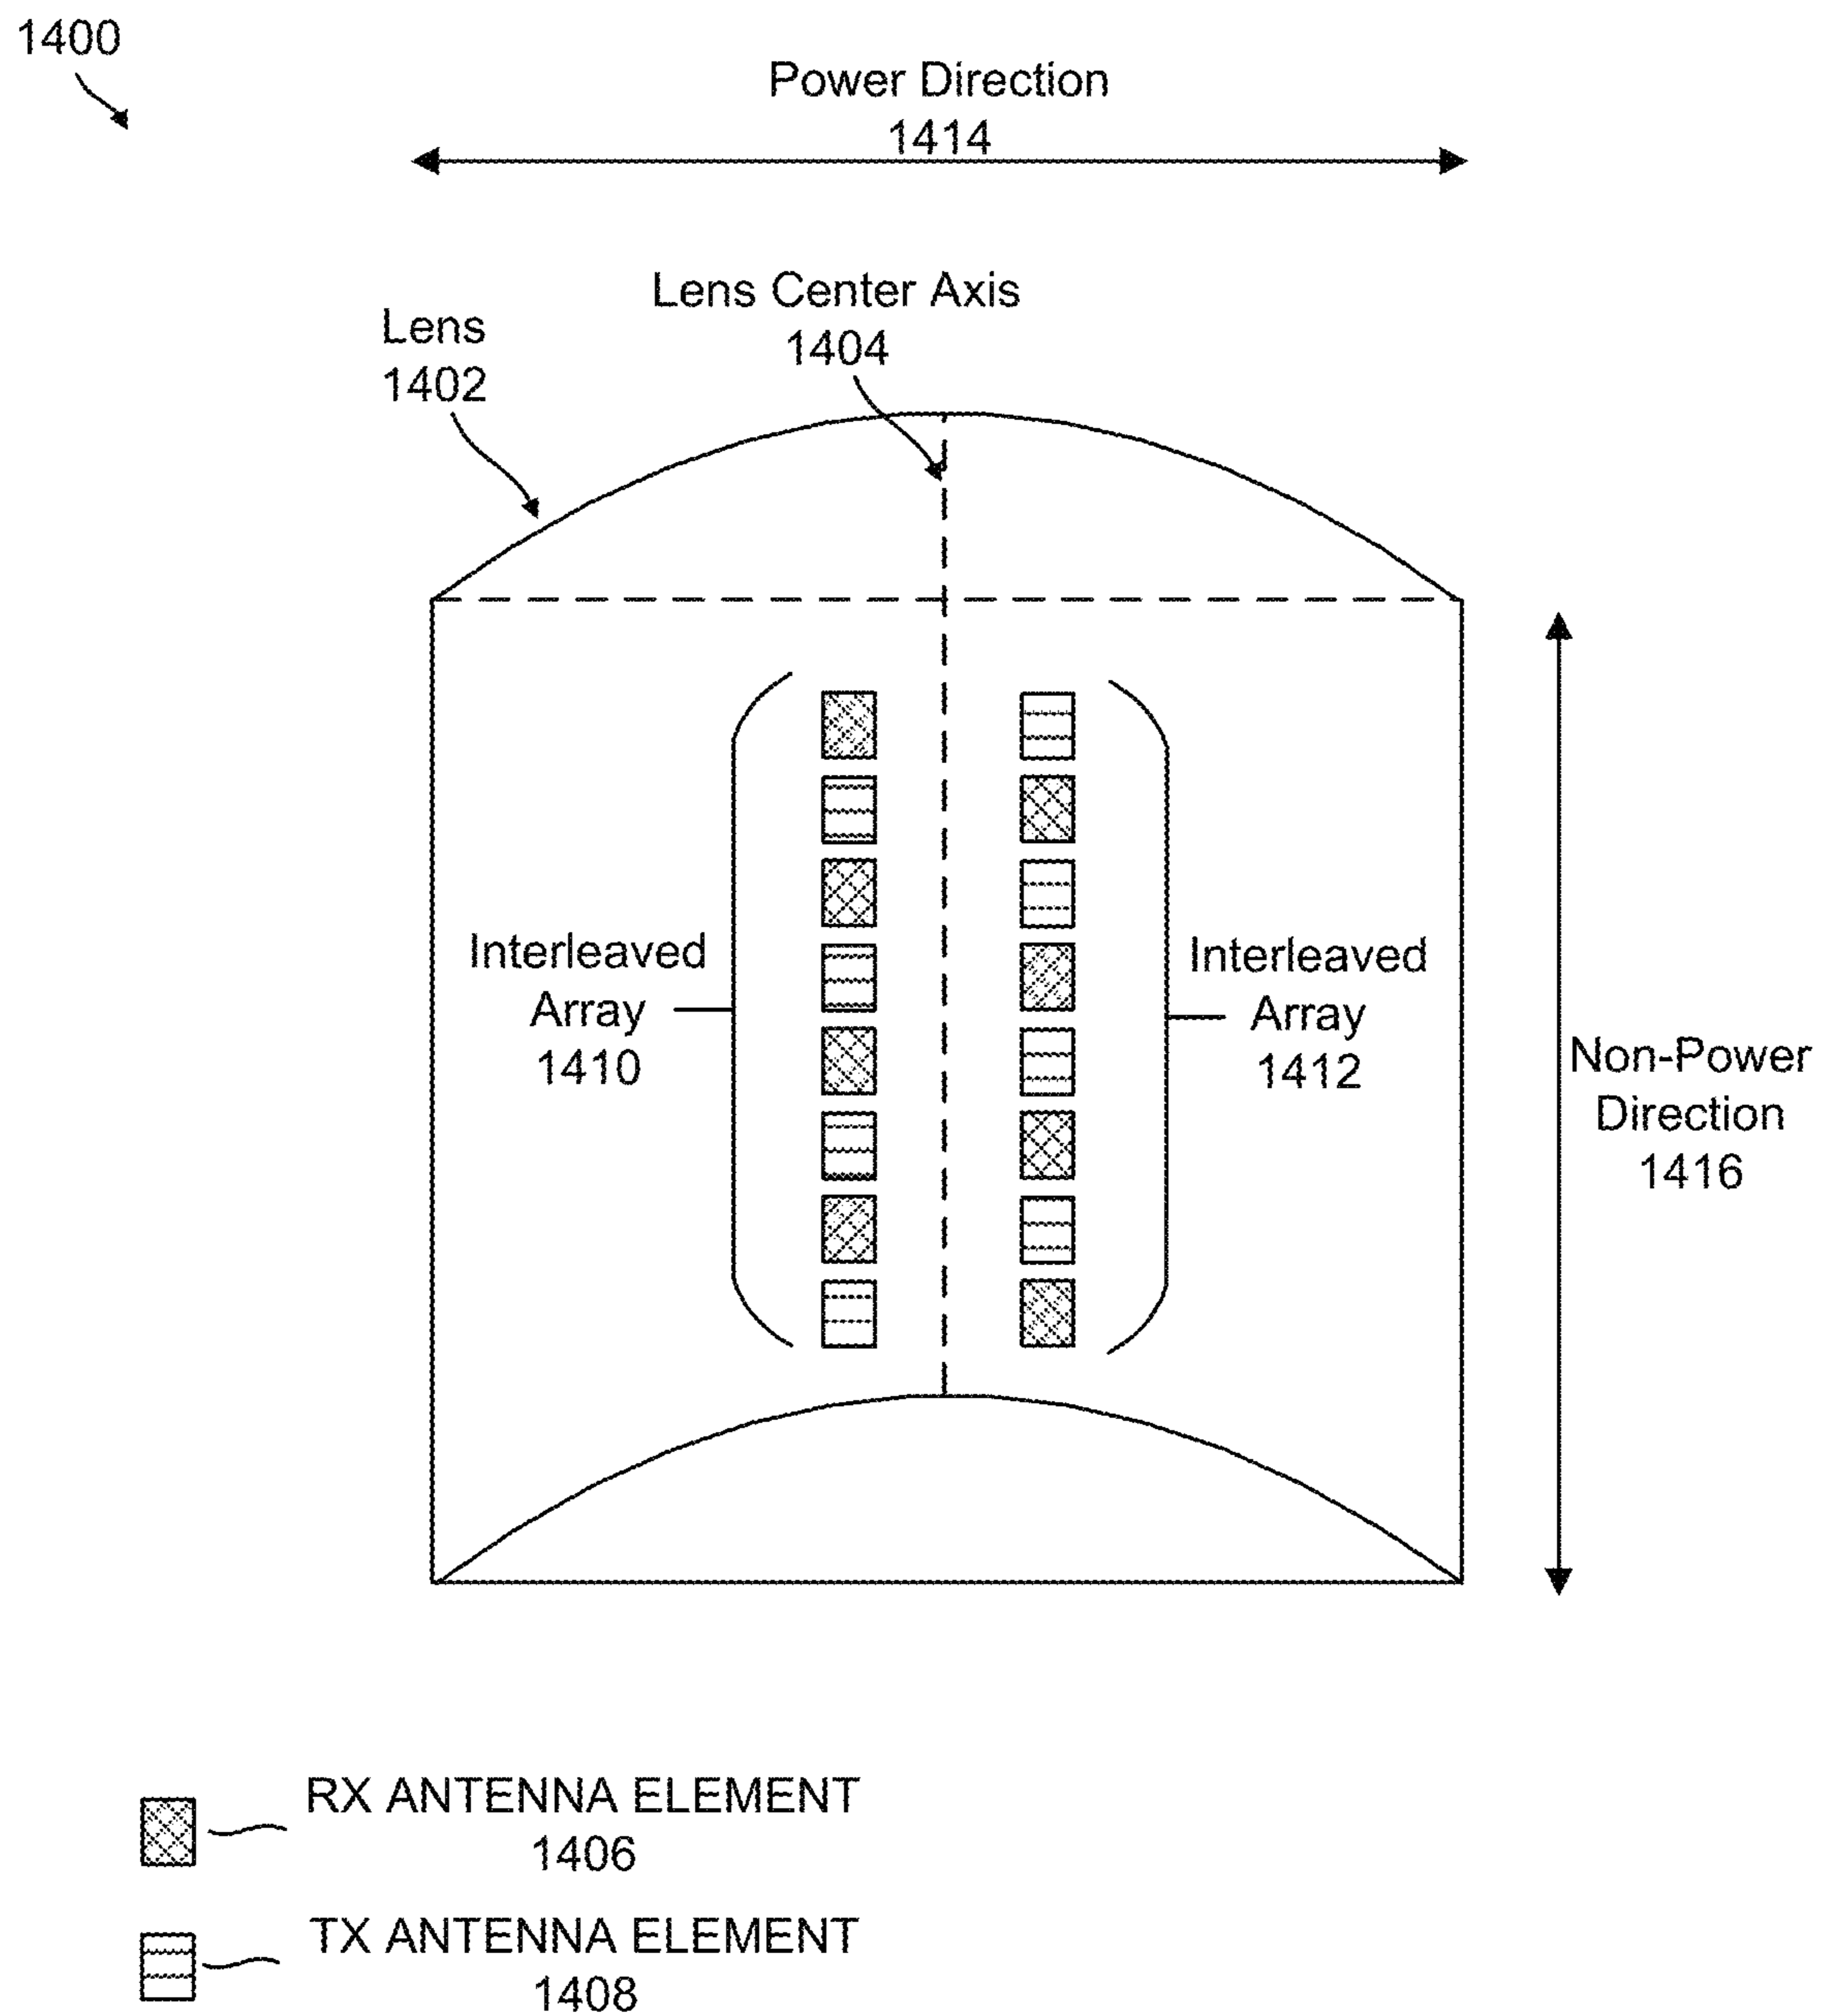 1400
Power Direction
1414
Lens Center Axis
1404
Lens
1402
Interleaved
Array
1410
Interleaved
Array
1412
Non-Power
Direction
1416
RX ANTENNA ELEMENT
1406
TX ANTENNA ELEMENT
1408